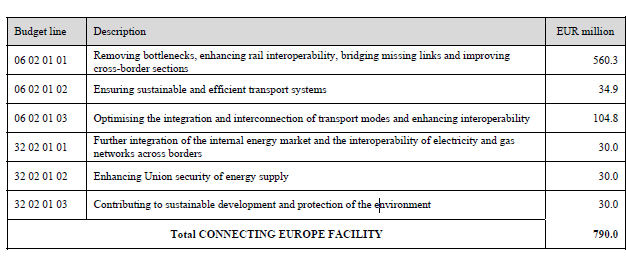 Budget line Description EUR million
06 02 01 01 Removing bottlenecks, enhancing rail interoperability, bridging missing links and improving cross-border sections 560.3
06 02 01 02 Ensuring sustainable and efficient transport systems 34.9
06 02 01 03 Optimising the integration and interconnection of transport modes and enhancing interoperability 104.8
32 02 01 01 Further integration of the internal energy market and the interoperability of electricity and gas networks across borders 30.0
32 02 01 02 Enhancing Union security of energy supply 30.0
32 02 01 03 Contributing to sustainable development and protection of the environment 30.0
Total CONNECTING EUROPE FACILITY 790.0